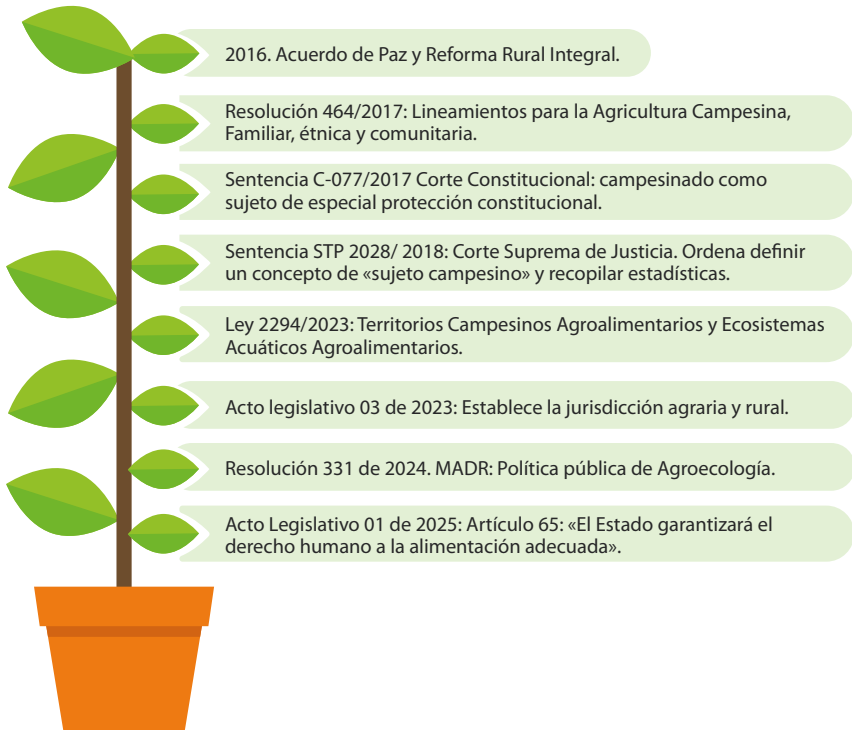 2016. Acuerdo de Paz y Reforma Rural Integral.
Resolución 464/2017: Lineamientos para la Agricultura Campesina,
Familiar, étnica y comunitaria.
Sentencia C-077/2017 Corte Constitucional: campesinado como
sujeto de especial protección constitucional.
Sentencia STP 2028/ 2018: Corte Suprema de Justicia. Ordena definir
un concepto de «sujeto campesino» y recopilar estadísticas.
Ley 2294/2023: Territorios Campesinos Agroalimentarios y Ecosistemas
Acuáticos Agroalimentarios.
Acto legislativo 03 de 2023: Establece la jurisdicción agraria y rural.
Resolución 331 de 2024. MADR: Política pública de Agroecología.
Acto Legislativo 01 de 2025: Artículo 65: «El Estado garantizará el
derecho humano a la alimentación adecuada».